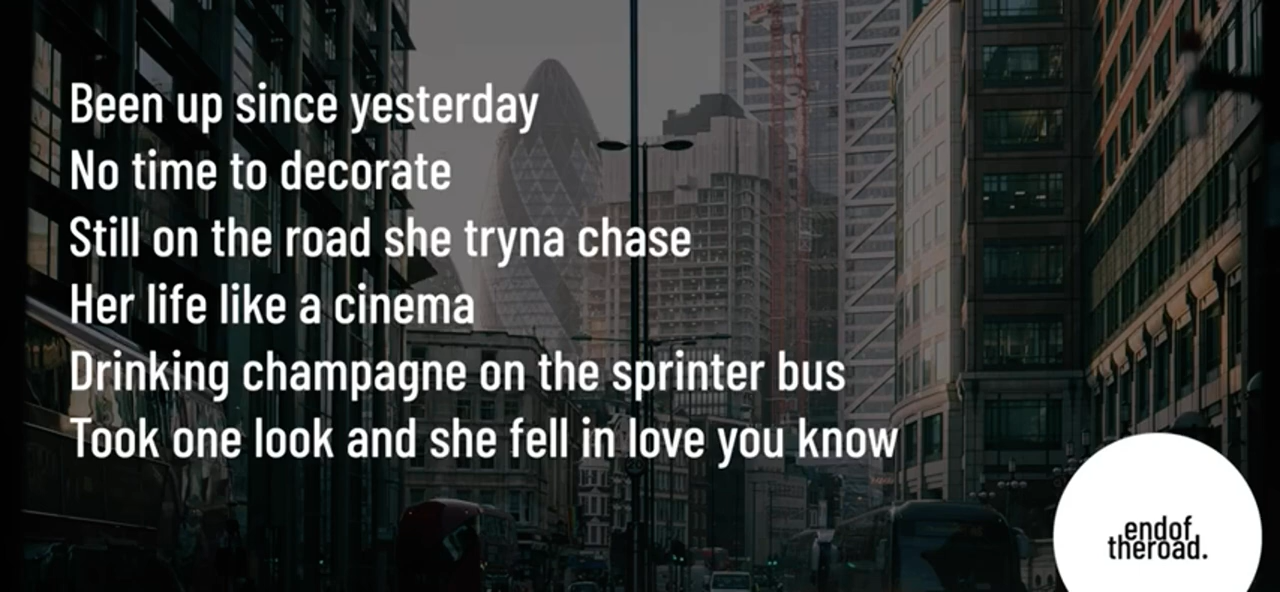 Been up since yesterday
No time to decorate
Still on the road she tryna chase
Her life like a cinema
Drinking champagne on the sprinter bus
Took one look and she fell in love you know
endof
theroad.